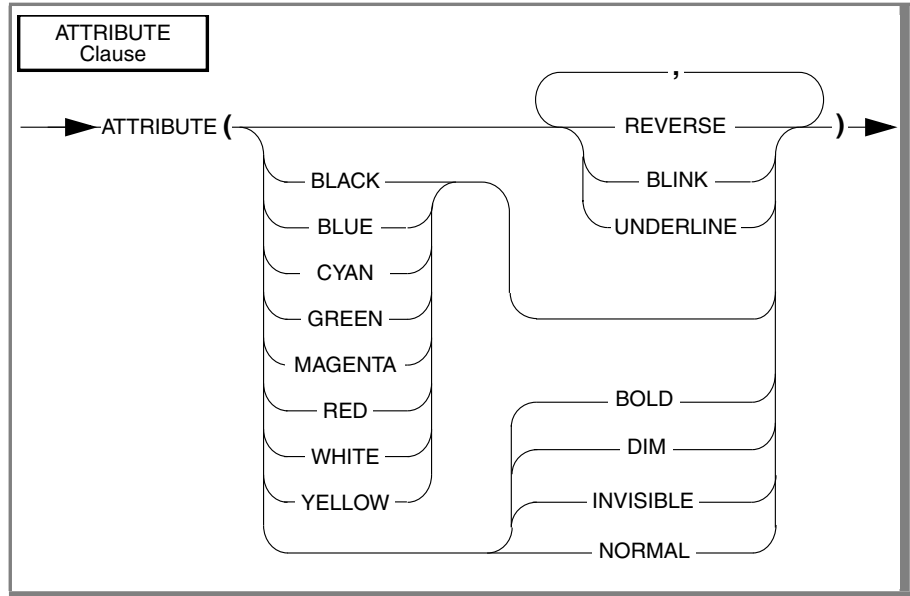 ATTRIBUTE
Clause
,
ATTRIBUTE ( REVERSE )
BLACK BLINK
BLUE UNDERLINE
CYAN
GREEN
MAGENTA
RED BOLD
WHITE DIM
YELLOW INVISIBLE
NORMAL